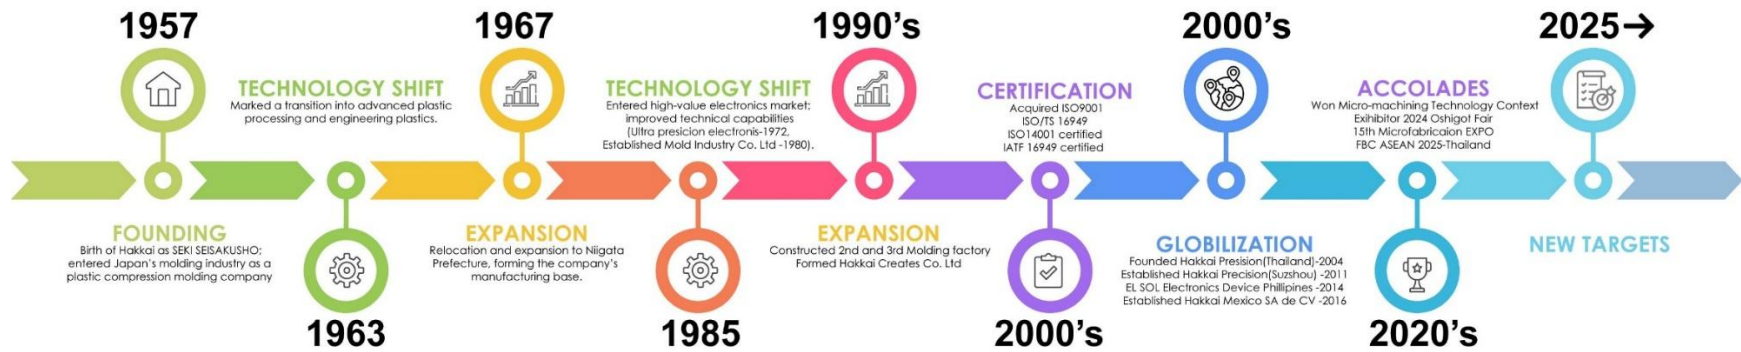 1957
FOUNDING
Birth of Hakkai as SEKI SEISAKUSHO;
entered Japan's molding industry as a
plastic compression molding company
TECHNOLOGY SHIFT
Marked a transition into advanced plastic
processing and engineering plastics.
1963
1967
EXPANSION
Relocation and expansion to Niigata
Prefecture, forming the company's
manufacturing base.
TECHNOLOGY SHIFT
Entered high-value electronics market;
improved technical capabilities
(Ultra presicion electronis-1972,
Established Mold Industry Co. Ltd -1980).
1985
1990's
EXPANSION
Constructed 2nd and 3rd Molding factory
Formed Hakkai Creates Co. Ltd
CERTIFICATION
Acquired ISO9001
ISO/TS 16949
ISO14001 certified
IATF 16949 certified
2000's
2000's
GLOBILIZATION
Founded Hakkai Presision(Thailand)-2004
Established Hakkai Precision(Suzshou) -2011
EL SOL Electronics Device Phillipines -2014
Established Hakkai Mexico SA de CV -2016
ACCOLADES
Won Micro-machining Technology Context
Exihibitor 2024 Oshigot Fair
15th Microfabricaion EXPO
FBC ASEAN 2025-Thailand
2020's
2025→
NEW TARGETS